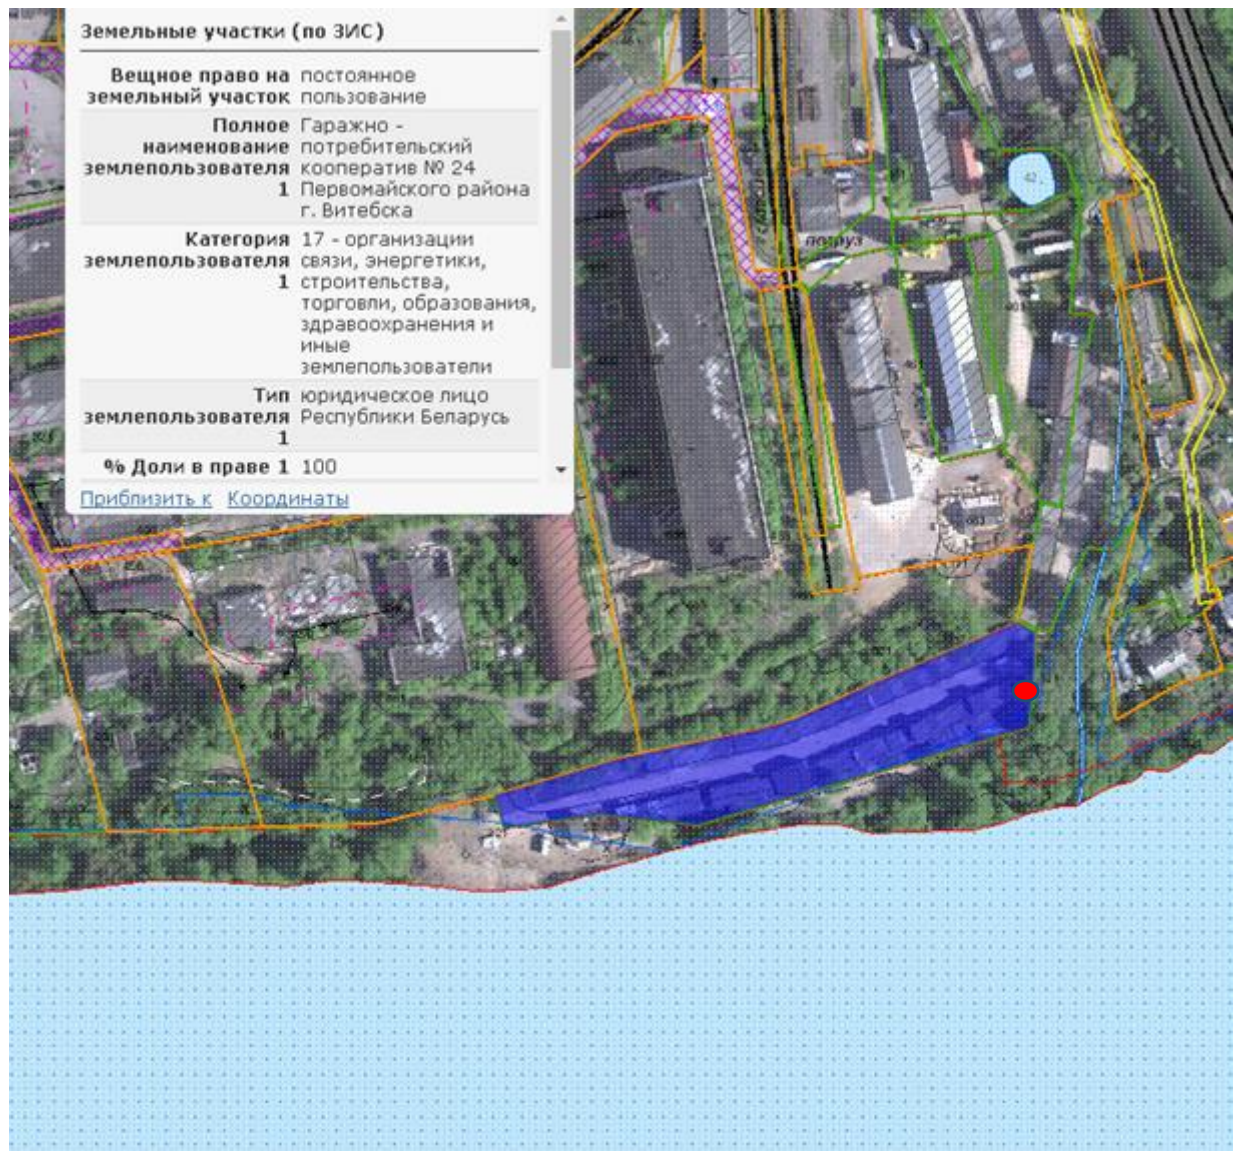 Земельные участки (по ЗИС)
Вещное право на земельный участок постоянное пользование
Полное наименование землепользователя 1 Гаражно - потребительский кооператив № 24 Первомайского района г. Витебска
Категория землепользователя 1 17 - организации связи, энергетики, строительства, торговли, образования, здравоохранения и иные землепользователи
Тип землепользователя 1 юридическое лицо Республики Беларусь
% Доли в праве 1 100
Приблизить к Координаты
42
погруз